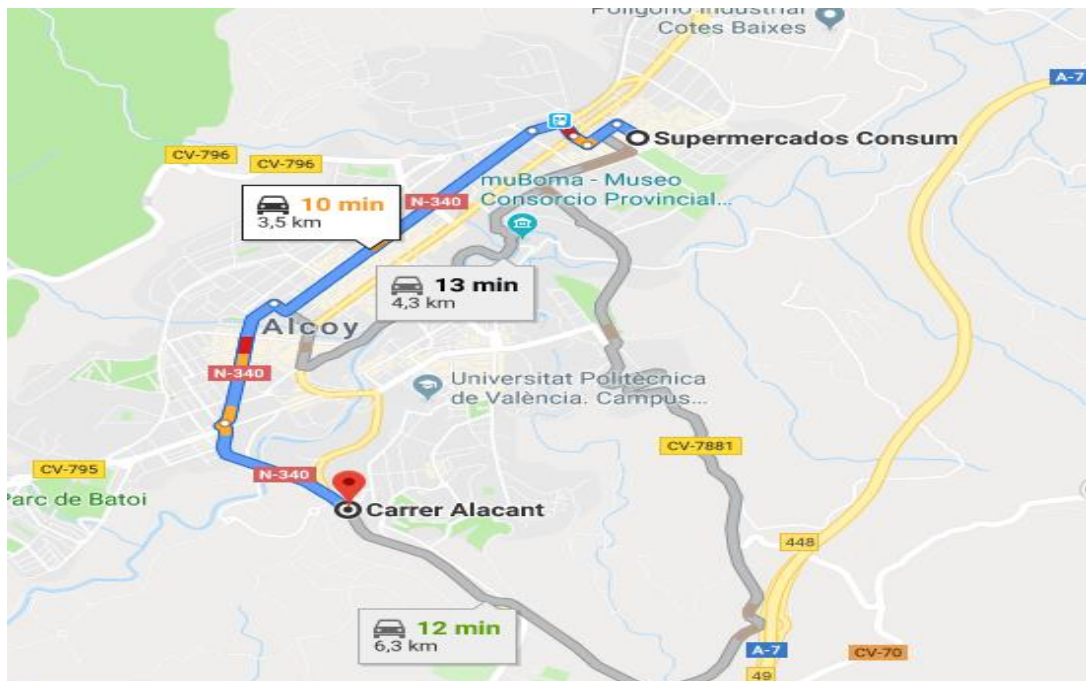 Polígono Industrial
Cotes Baixes
A-7
Supermercados Consum
CV-796
CV-796
muBoma - Museo
Consorcio Provincial...
10 min
3,5 km
N-340
13 min
4,3 km
Alcoy
N-340
Universitat Politècnica
de València. Campus...
CV-7881
CV-795
N-340
Parc de Batoi
Carrer Alacant
448
12 min
6,3 km
A-7
CV-70
49